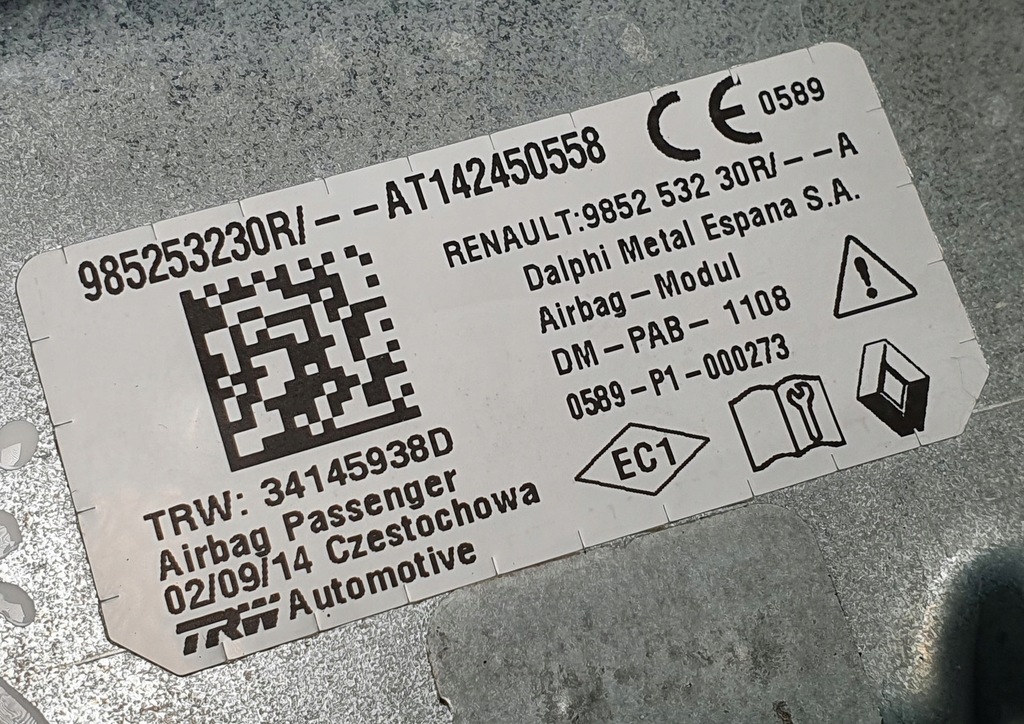 985253230R/---AT142450558
CE 0589
RENAULT:9852 532 30R/---A
Dalphi Metal Espana S.A.
Airbag-Modul
DM-PAB-1108
0589-P1-000273
EC1
TRW: 34145938D
Airbag Passenger
02/09/14 Czestochowa
TRW Automotive